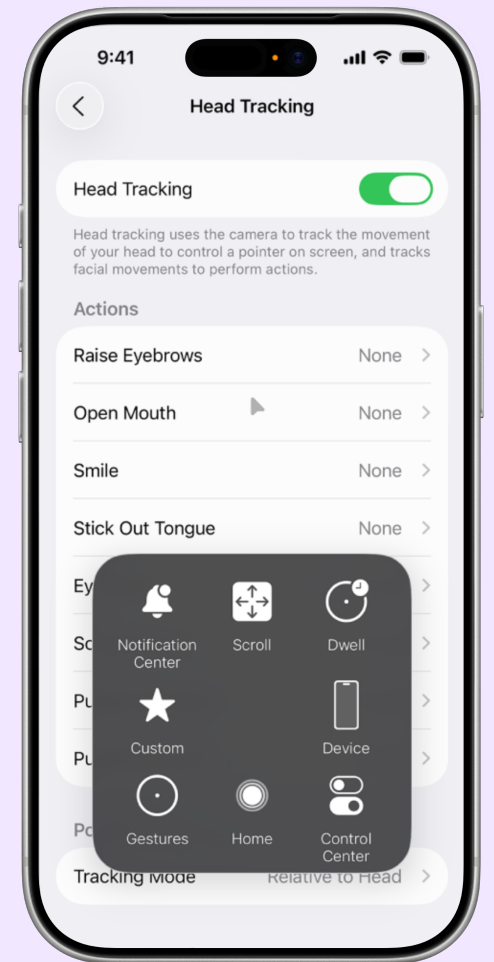 9:41
Head Tracking
Head Tracking
Head tracking uses the camera to track the movement
of your head to control a pointer on screen, and tracks
facial movements to perform actions.
Actions
Raise Eyebrows None
Open Mouth None
Smile None
Stick Out Tongue None
Notification
Center
Scroll
Dwell
Custom
Device
Gestures
Home
Control
Center
Tracking Mode Relative to Head